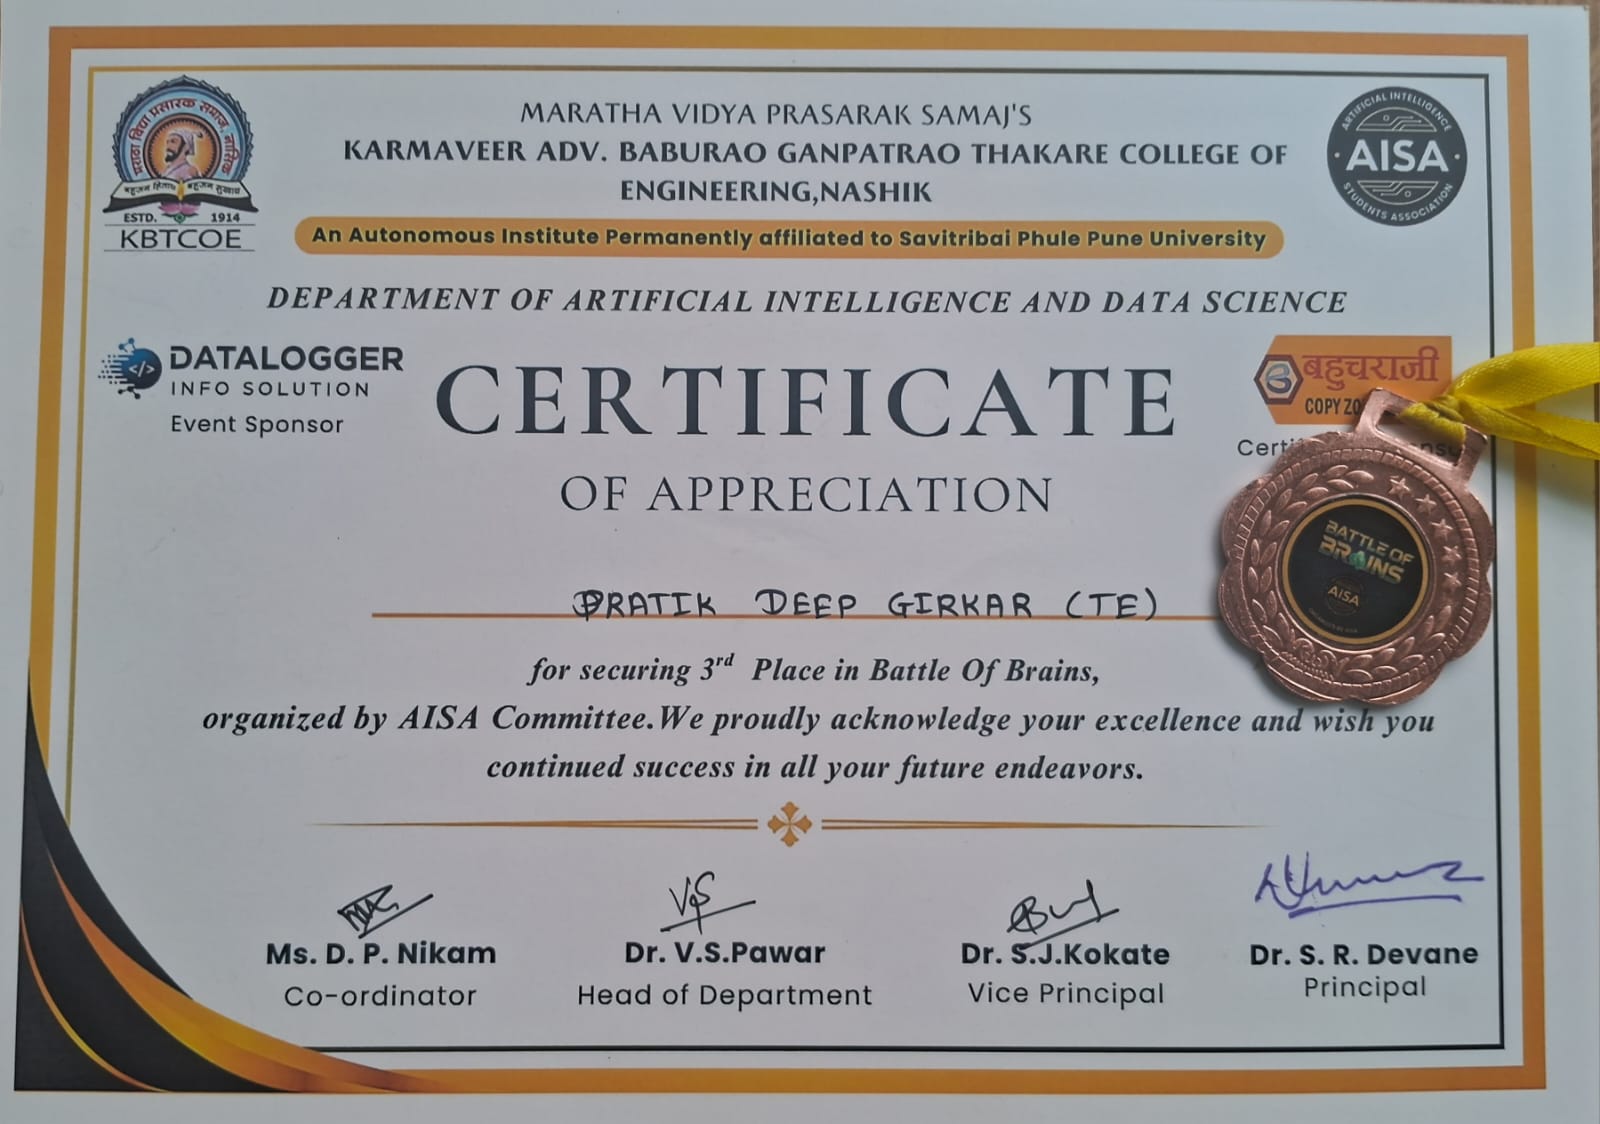 मराठा विद्या प्रसारक समाज, नाशिक
बहुजन हिताय बहुजन सुखाय
ESTD. 1914
KBTCOE
MARATHA VIDYA PRASARAK SAMAJ'S
KARMAVEER ADV. BABURAO GANPATRAO THAKARE COLLEGE OF
ENGINEERING,NASHIK
ARTIFICIAL INTELLIGENCE
AISA
STUDENTS ASSOCIATION
An Autonomous Institute Permanently affiliated to Savitribai Phule Pune University
DEPARTMENT OF ARTIFICIAL INTELLIGENCE AND DATA SCIENCE
DATALOGGER
INFO SOLUTION
Event Sponsor
CERTIFICATE
OF APPRECIATION
बहुचराजी
COPY ZO
BATTLE OF
BRAINS
AISA
PRATIK DEEP GIRKAR (TE)
for securing 3rd Place in Battle Of Brains,
organized by AISA Committee.We proudly acknowledge your excellence and wish you
continued success in all your future endeavors.
Ms. D. P. Nikam
Co-ordinator
Dr. V.S.Pawar
Head of Department
Dr. S.J.Kokate
Vice Principal
Dr. S. R. Devane
Principal